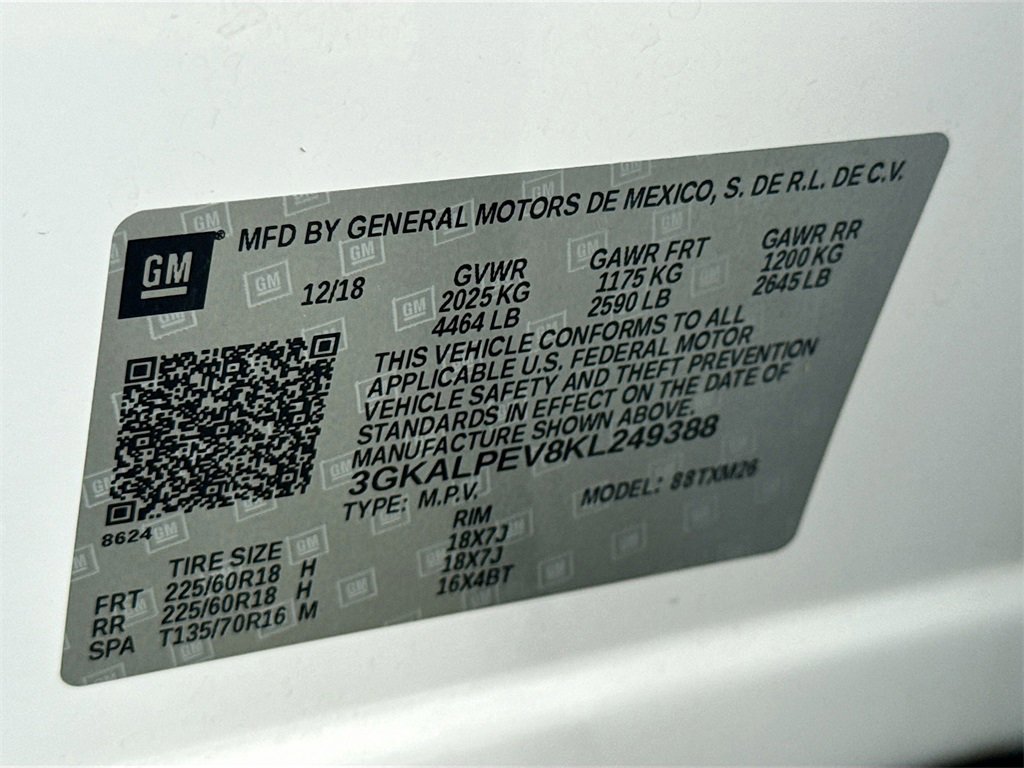 GM® MFD BY GENERAL MOTORS DE MEXICO, S. DE R.L. DE C.V.
12/18
GVWR GAWR FRT GAWR RR
2025 KG 1175 KG 1200 KG
4464 LB 2590 LB 2645 LB
THIS VEHICLE CONFORMS TO ALL
APPLICABLE U.S. FEDERAL MOTOR
VEHICLE SAFETY AND THEFT PREVENTION
STANDARDS IN EFFECT ON THE DATE OF
MANUFACTURE SHOWN ABOVE.
3GKALPEV8KL249388
TYPE: M.P.V. MODEL: 88TXM26
8624
TIRE SIZE RIM
FRT 225/60R18 H 18X7J
RR 225/60R18 H 18X7J
SPA T135/70R16 M 16X4BT